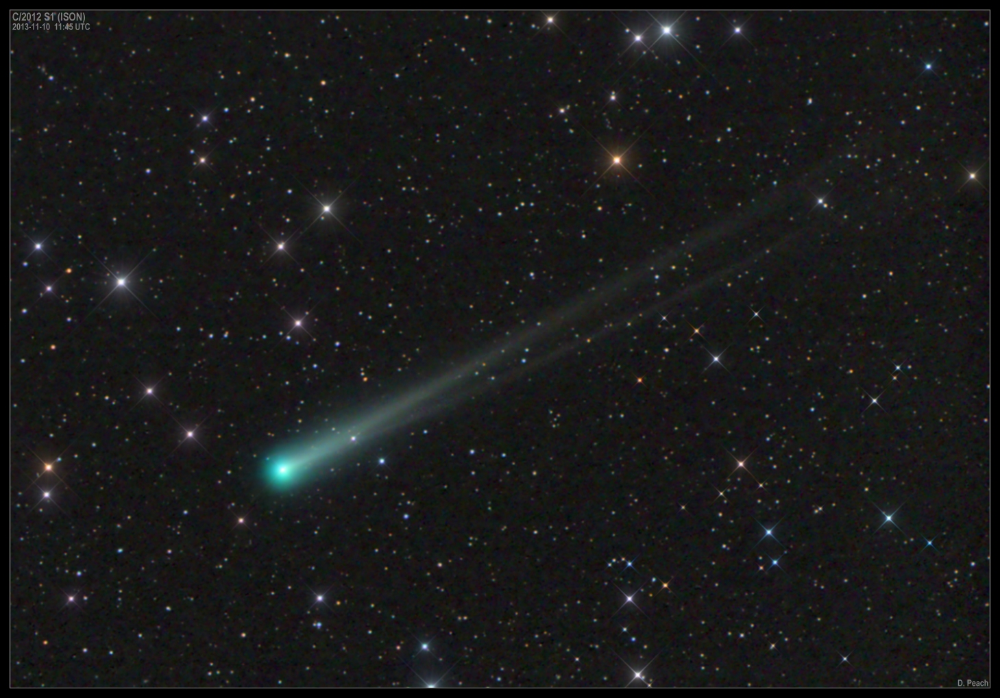 C/2012 S1 (ISON)
2013-11-10 11:45 UTC
D. Peach